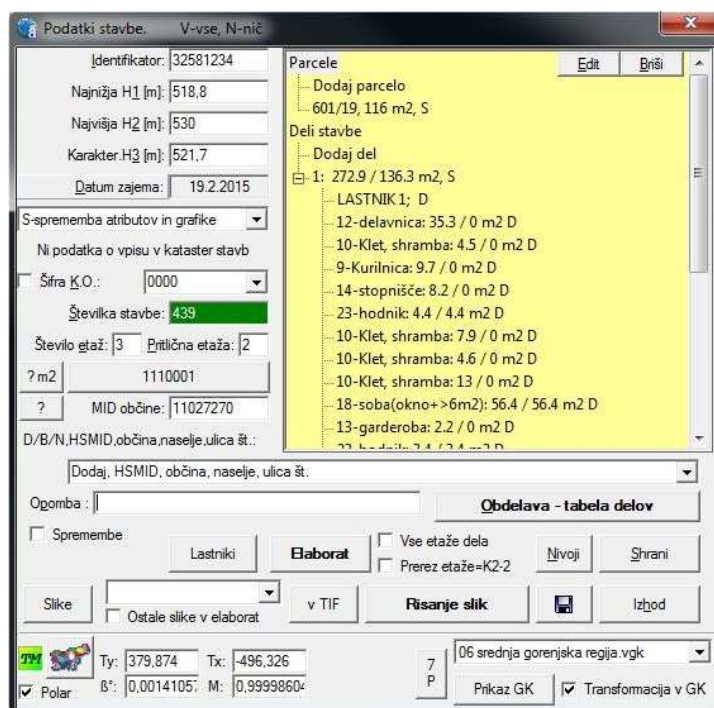 Podatki stavbe. V-vse, N-nič
Identifikator: 32581234
Najnižja H1 [m]: 518,8
Najvišja H2 [m]: 530
Karakter.H3 [m]: 521,7
Datum zajema: 19.2.2015
S-sprememba atributov in grafike
Ni podatka o vpisu v kataster stavb
Šifra K.O.: 0000
Številka stavbe: 439
Število etaž: 3 Pritlična etaža: 2
? m2 1110001
? MID občine: 11027270
D/B/N,HSMID,občina,naselje,ulica št.:
Parcele Edit Briši
Dodaj parcelo
601/19, 116 m2, S
Deli stavbe
Dodaj del
1: 272.9 / 136.3 m2, S
LASTNIK 1; D
12-delavnica: 35.3 / 0 m2 D
10-Klet, shramba: 4.5 / 0 m2 D
9-Kurilnica: 9.7 / 0 m2 D
14-stopnišče: 8.2 / 0 m2 D
23-hodnik: 4.4 / 4.4 m2 D
10-Klet, shramba: 7.9 / 0 m2 D
10-Klet, shramba: 4.6 / 0 m2 D
10-Klet, shramba: 13 / 0 m2 D
18-soba(okno+>6m2): 56.4 / 56.4 m2 D
13-garderoba: 2.2 / 0 m2 D
Dodaj, HSMID, občina, naselje, ulica št.
Opomba :
Obdelava - tabela delov
Spremembe
Lastniki
Elaborat
Vse etaže dela
Prerez etaže=K2-2
Nivoji
Shrani
Slike
Ostale slike v elaborat
v TIF
Risanje slik
Izhod
TM
Polar
Ty: 379,874 Tx: -496,326
ß°: 0,00141057 M: 0,99998604
7 P
06 srednja gorenjska regija.vgk
Prikaz GK
Transformacija v GK